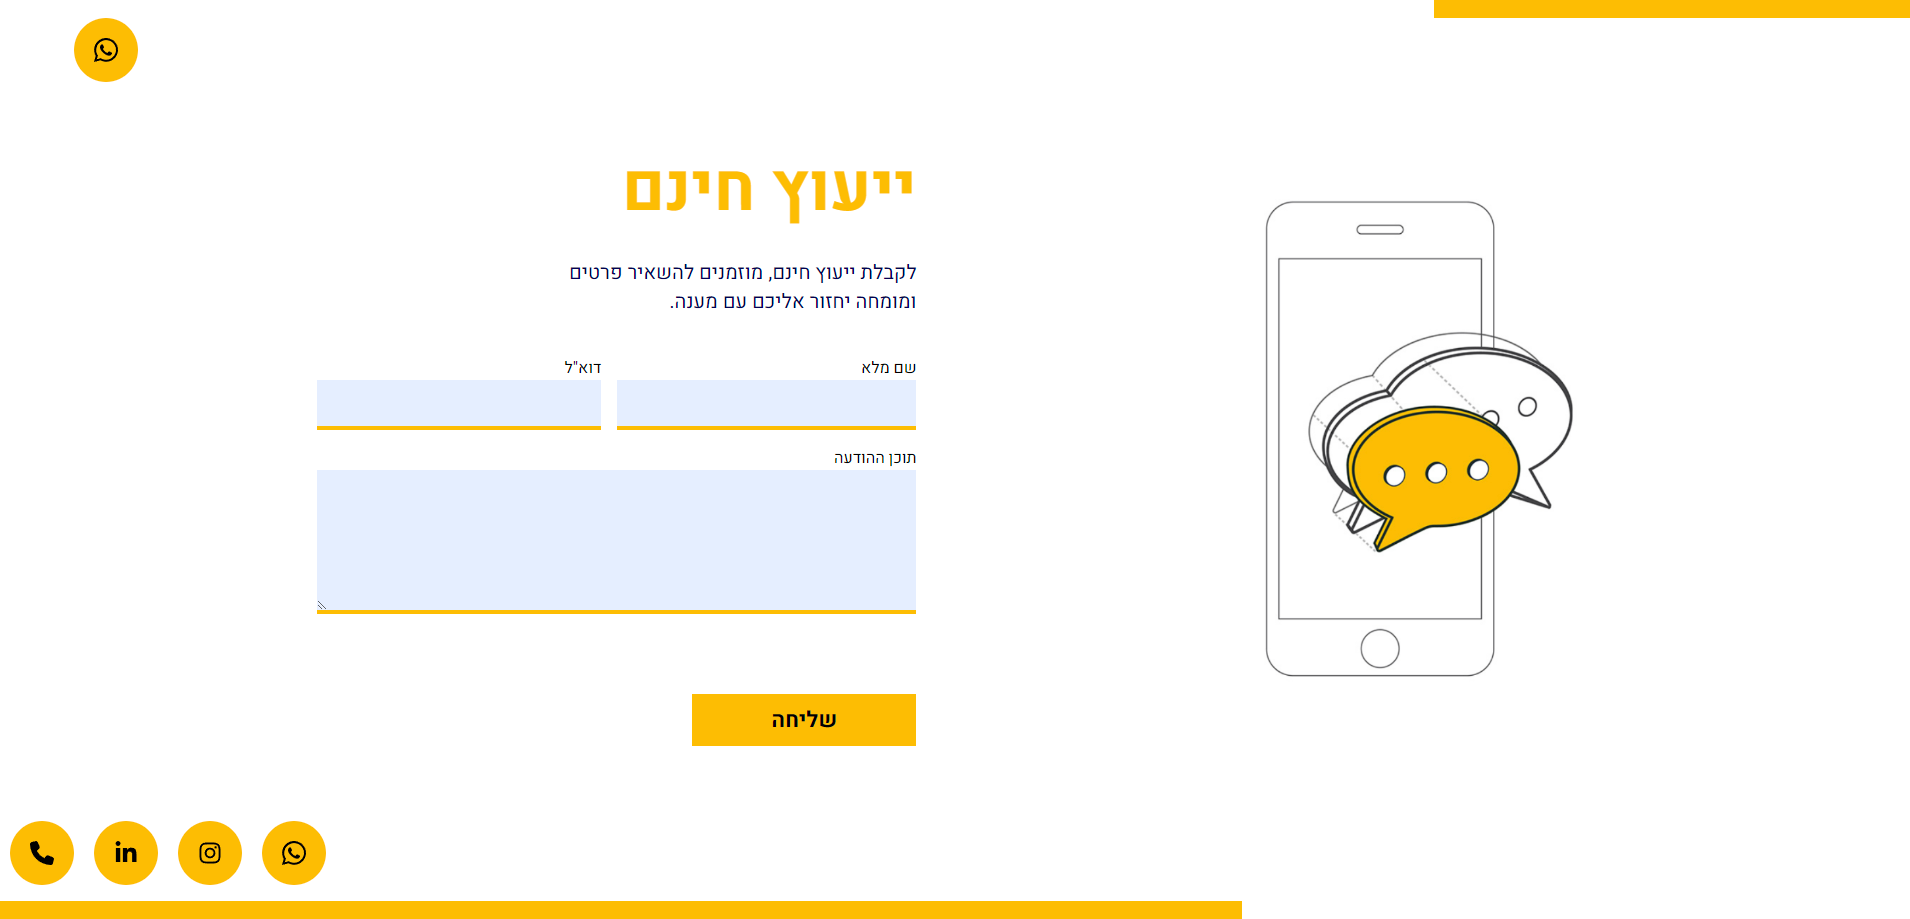 ייעוץ חינם
לקבלת ייעוץ חינם, מוזמנים להשאיר פרטים
ומומחה יחזור אליכם עם מענה.
שם מלא
דוא"ל
תוכן ההודעה
שליחה
in